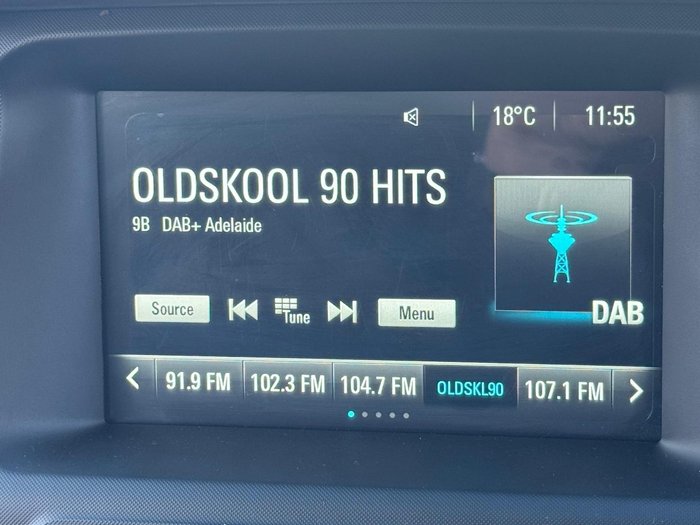 18°C 11:55
OLDSKOOL 90 HITS
9B DAB+ Adelaide
DAB
Source Tune Menu
91.9 FM 102.3 FM 104.7 FM OLDSKL90 107.1 FM